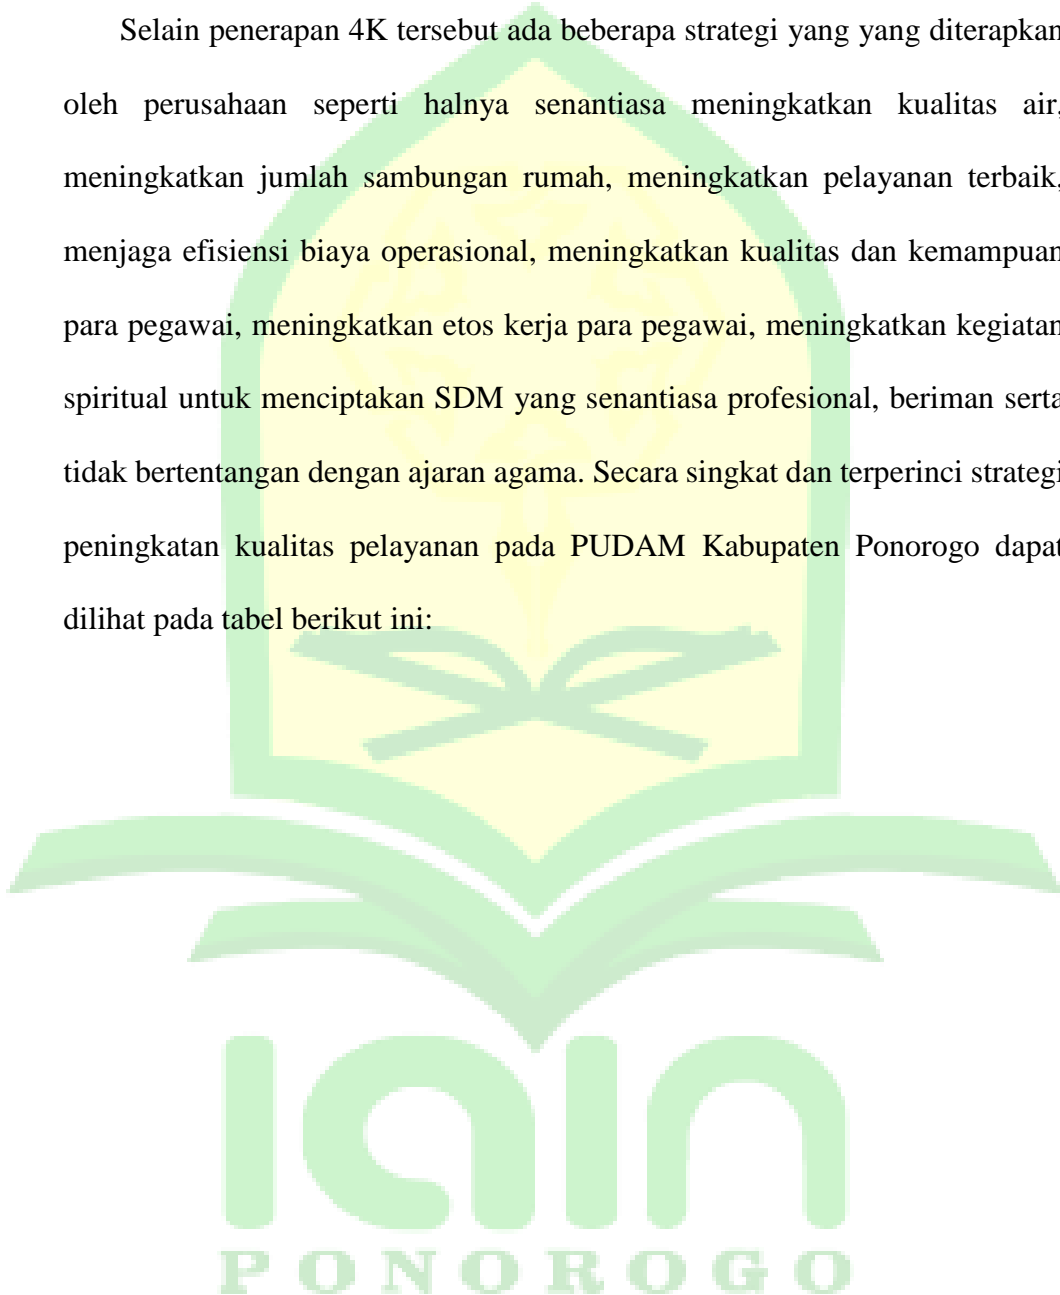 Selain penerapan 4K tersebut ada beberapa strategi yang yang diterapkan
oleh perusahaan seperti halnya senantiasa meningkatkan kualitas air,
meningkatkan jumlah sambungan rumah, meningkatkan pelayanan terbaik,
menjaga efisiensi biaya operasional, meningkatkan kualitas dan kemampuan
para pegawai, meningkatkan etos kerja para pegawai, meningkatkan kegiatan
spiritual untuk menciptakan SDM yang senantiasa profesional, beriman serta
tidak bertentangan dengan ajaran agama. Secara singkat dan terperinci strategi
peningkatan kualitas pelayanan pada PUDAM Kabupaten Ponorogo dapat
dilihat pada tabel berikut ini:
iain
PONOROGO